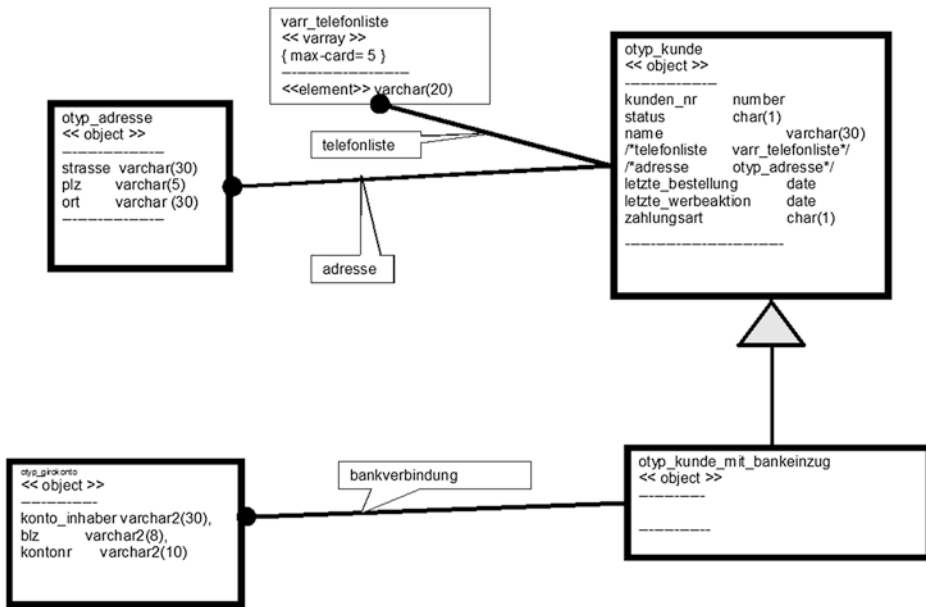 varr_telefonliste
<< varray >>
{ max-card= 5 }
------------------------
<<element>> varchar(20)
otyp_kunde
<< object >>
------------------
kunden_nr number
status char(1)
name varchar(30)
/*telefonliste varr_telefonliste*/
/*adresse otyp_adresse*/
letzte_bestellung date
letzte_werbeaktion date
zahlungsart char(1)
------------------------------
otyp_adresse
<< object >>
--------------------
strasse varchar(30)
plz varchar(5)
ort varchar (30)
--------------------
telefonliste
adresse
otyp_girokonto
<< object >>
---------------
konto_inhaber varchar2(30),
blz varchar2(8),
kontonr varchar2(10)
bankverbindung
otyp_kunde_mit_bankeinzug
<< object >>
-------------
--------------